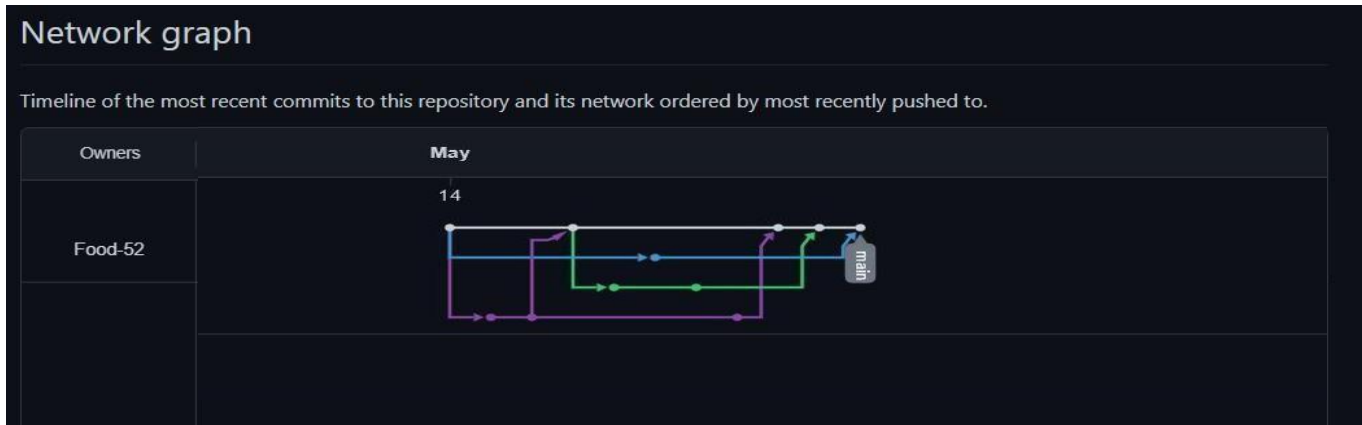 Network graph
Timeline of the most recent commits to this repository and its network ordered by most recently pushed to.
Owners
May
14
Food-52
main